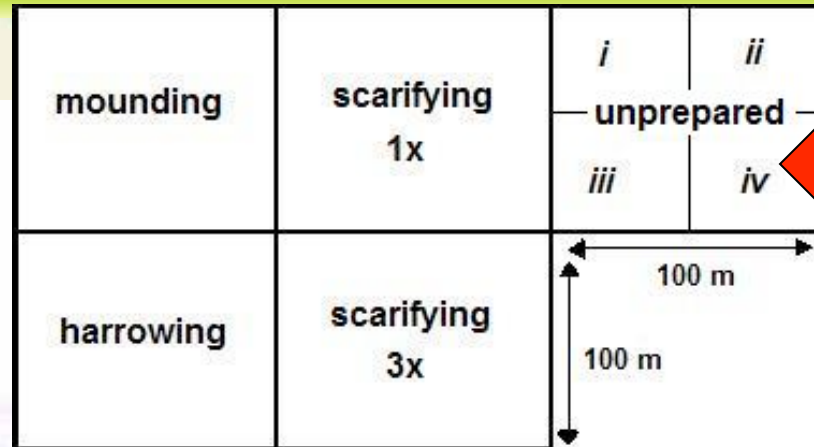 mounding
scarifying
1x
i
ii
unprepared
iii
iv
harrowing
scarifying
3x
100 m
100 m